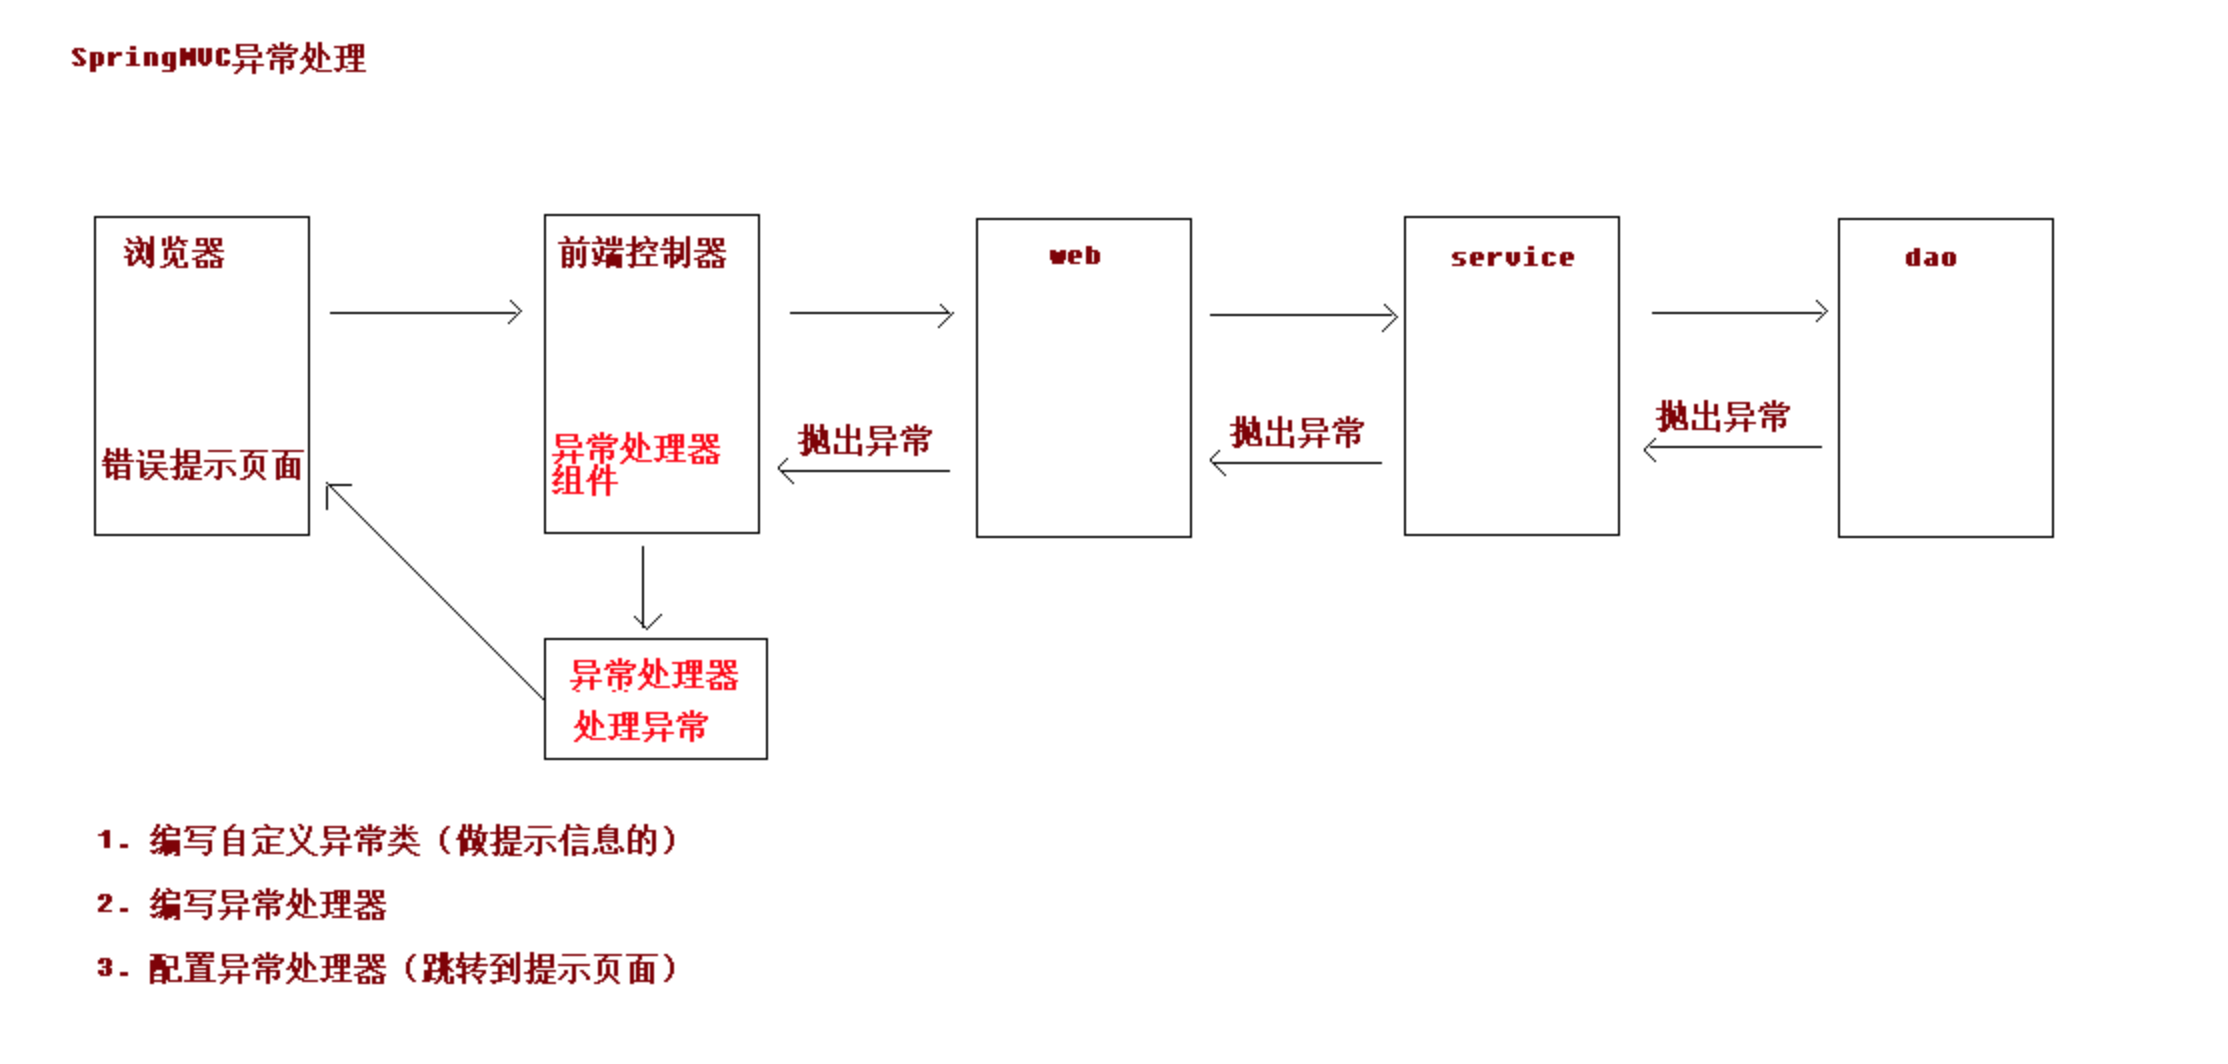 SpringMVC异常处理
浏览器
前端控制器
web
service
dao
抛出异常
抛出异常
抛出异常
错误提示页面
异常处理器
组件
异常处理器
处理异常
1. 编写自定义异常类（做提示信息的）
2. 编写异常处理器
3. 配置异常处理器（跳转到提示页面）